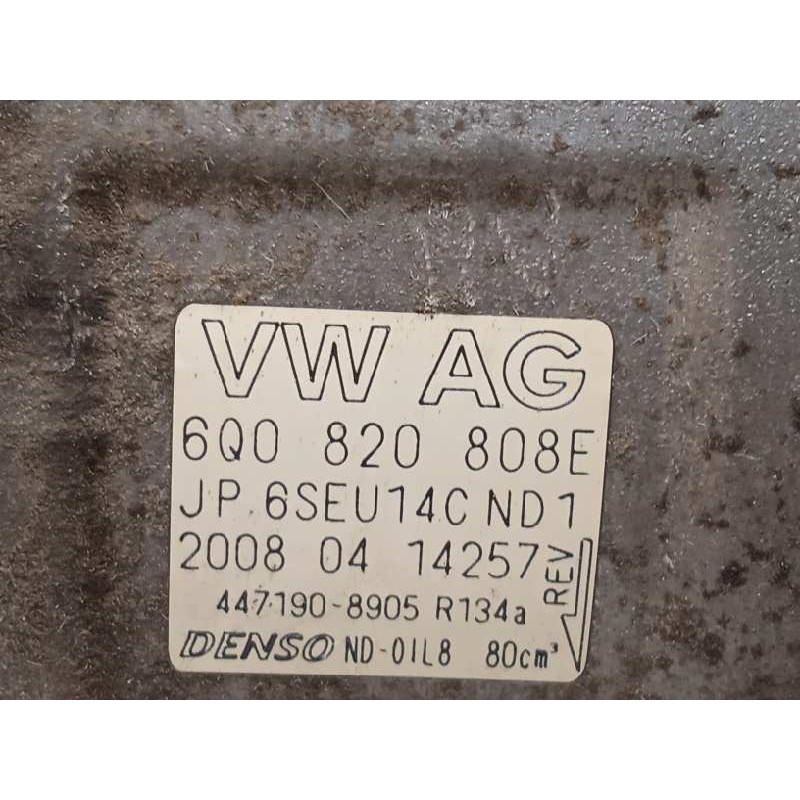 VW AG
6Q0 820 808E
JP 6SEU14C ND1
2008 04 14257
REV
447190-8905 R134a
DENSO ND-OIL8 80cm³